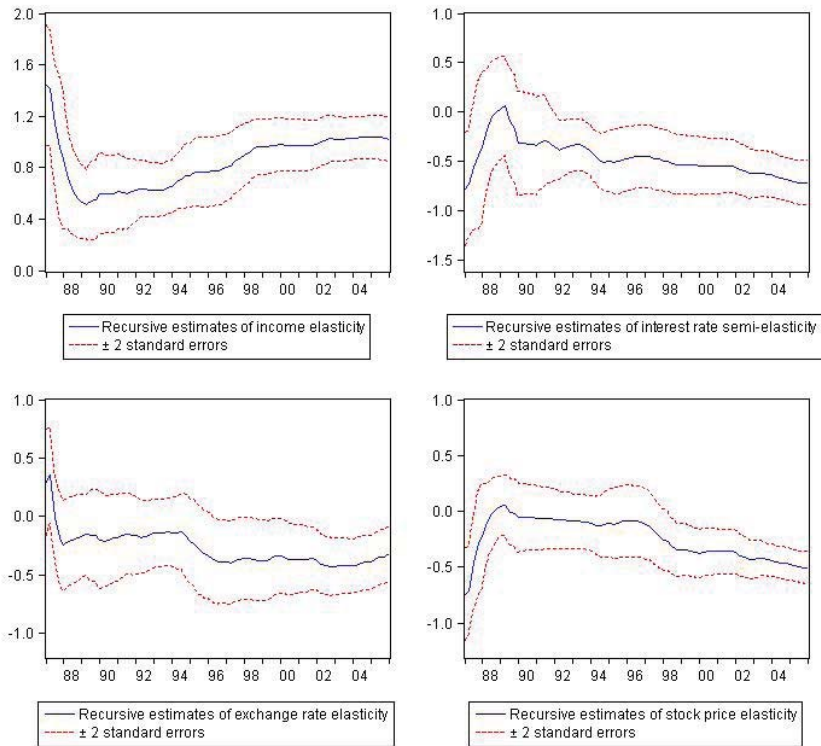 2.0
1.6
1.2
0.8
0.4
0.0
88 90 92 94 96 98 00 02 04
Recursive estimates of income elasticity
± 2 standard errors
1.0
0.5
0.0
-0.5
-1.0
-1.5
88 90 92 94 96 98 00 02 04
Recursive estimates of interest rate semi-elasticity
± 2 standard errors
1.0
0.5
0.0
-0.5
-1.0
88 90 92 94 96 98 00 02 04
Recursive estimates of exchange rate elasticity
± 2 standard errors
1.0
0.5
0.0
-0.5
-1.0
88 90 92 94 96 98 00 02 04
Recursive estimates of stock price elasticity
± 2 standard errors